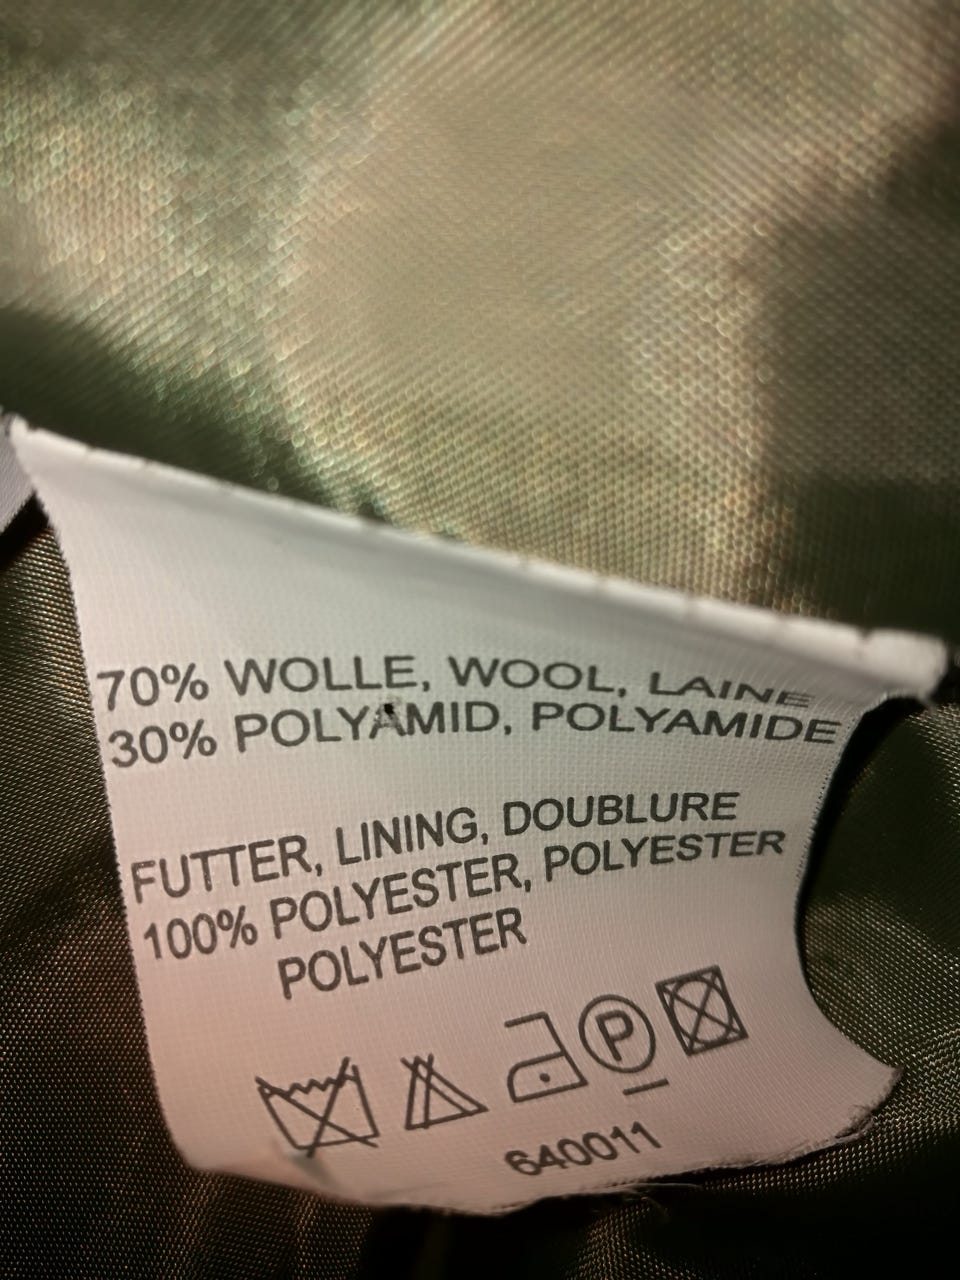 70% WOLLE, WOOL, LAINE
30% POLYAMID, POLYAMIDE
FUTTER, LINING, DOUBLURE
100% POLYESTER, POLYESTER
POLYESTER
P
640011